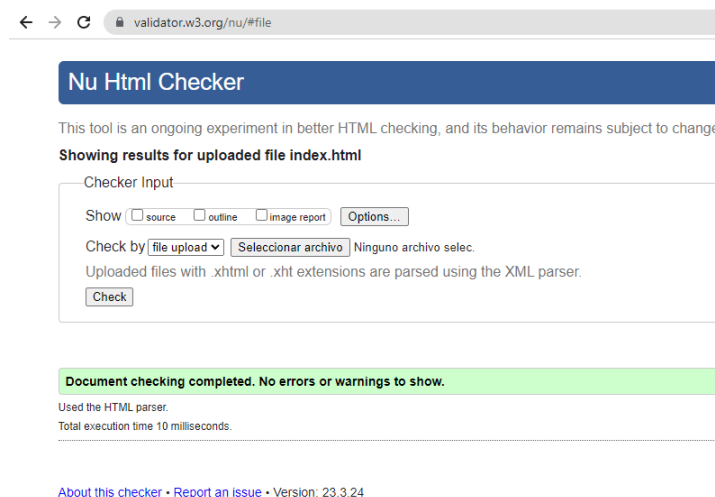 validator.w3.org/nu/#file
Nu Html Checker
This tool is an ongoing experiment in better HTML checking, and its behavior remains subject to change
Showing results for uploaded file index.html
Checker Input
Show source outline image report Options...
Check by file upload Seleccionar archivo Ninguno archivo selec.
Uploaded files with .xhtml or .xht extensions are parsed using the XML parser.
Check
Document checking completed. No errors or warnings to show.
Used the HTML parser.
Total execution time 10 milliseconds.
About this checker • Report an issue • Version: 23.3.24